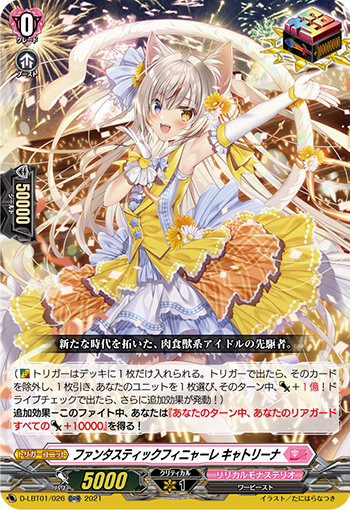 0
グレード
ブースト
50000
シールド
新たな時代を拓いた、肉食獣系アイドルの先駆者。
(超トリガーはデッキに1枚だけ入れられる。トリガーで出たら、そのカード
を除外し、1枚引き、あなたのユニットを1枚選び、そのターン中、+1億!ド
ライブチェックで出たら、さらに追加効果が発動!)
追加効果ー このファイト中、あなたは『あなたのターン中、あなたのリアガード
すべての+10000』を得る!
トリガーユニット
ファンタスティックフィニャーレ キャトリーナ
パワー
5000
クリティカル
1
リリカルモナステリオ
ワービースト
D-LBT01/026
2021
イラスト/たにはらなつき